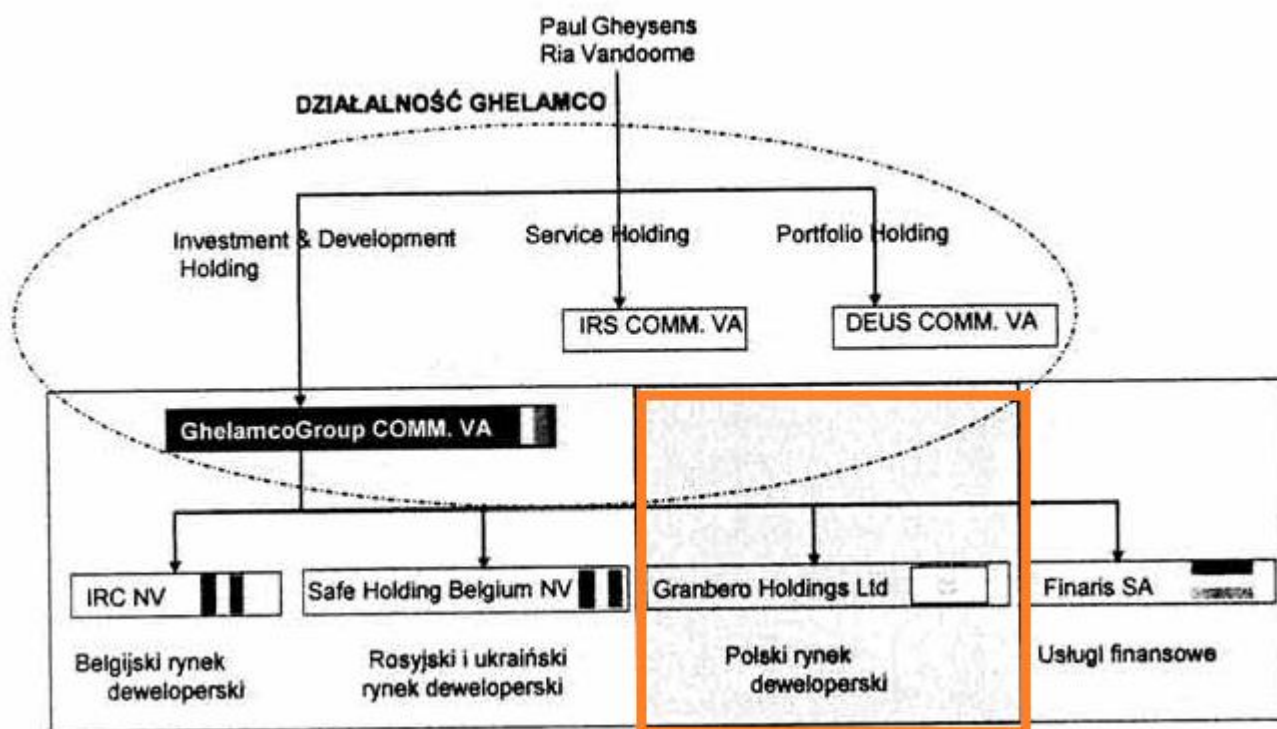 Paul Gheysens
Ria Vandoorne
DZIAŁALNOŚĆ GHELAMCO
Investment & Development
Holding
Service Holding
Portfolio Holding
IRS COMM. VA
DEUS COMM. VA
GhelamcoGroup COMM. VA
IRC NV
Safe Holding Belgium NV
Granbero Holdings Ltd
Finaris SA
Belgijski rynek
deweloperski
Rosyjski i ukraiński
rynek deweloperski
Polski rynek
deweloperski
Usługi finansowe